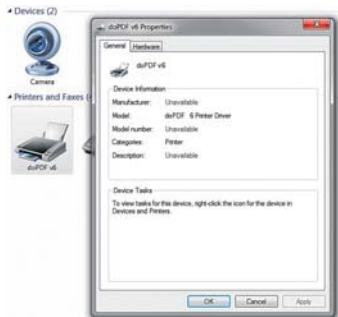 Devices (2)
Camera
Printers and Faxes (
doPDF v6
doPDF v6 Properties
General Hardware
doPDF v6
Device Information
Manufacturer: Unavailable
Model: doPDF 6 Printer Driver
Model number: Unavailable
Categories: Printer
Description: Unavailable
Device Tasks
To view tasks for this device, right-click the icon for the device in
Devices and Printers.
OK Cancel Apply